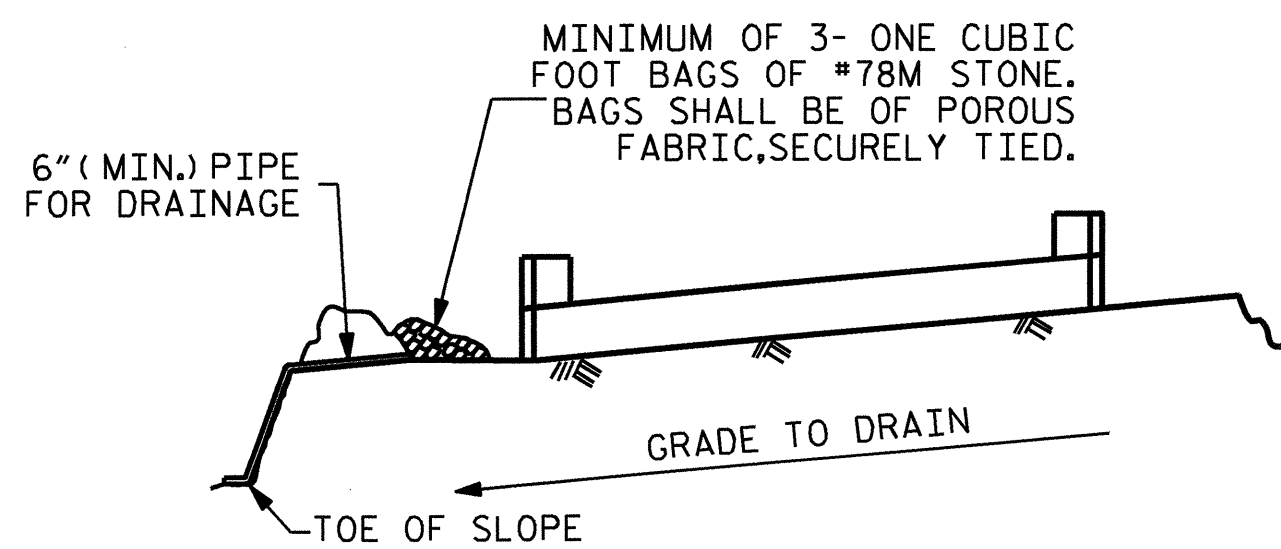 MINIMUM OF 3- ONE CUBIC
FOOT BAGS OF #78M STONE.
BAGS SHALL BE OF POROUS
FABRIC,SECURELY TIED.
6"(MIN.) PIPE
FOR DRAINAGE
GRADE TO DRAIN
TOE OF SLOPE